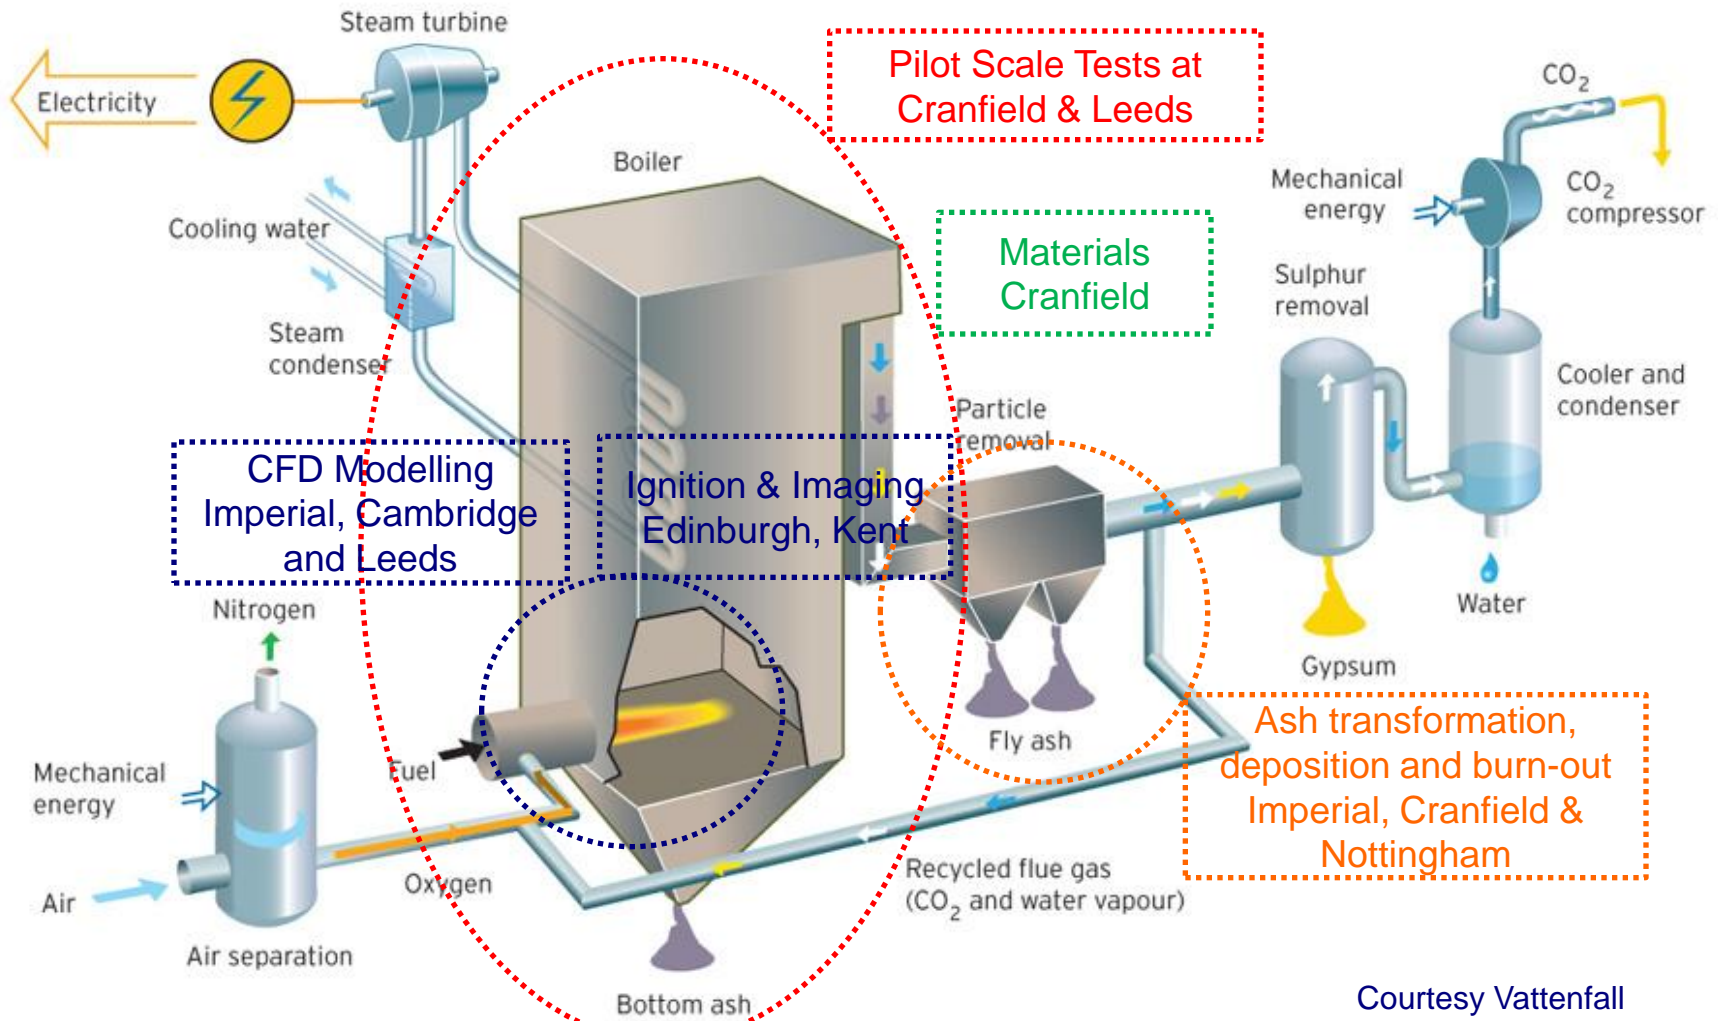 Steam turbine
Electricity
Pilot Scale Tests at
Cranfield & Leeds
CO2
Boiler
Mechanical
energy
CO2
compressor
Cooling water
Materials
Cranfield
Sulphur
removal
Steam
condenser
Cooler and
condenser
Particle
removal
CFD Modelling
Imperial, Cambridge
and Leeds
Ignition & Imaging
Edinburgh, Kent
Nitrogen
Water
Gypsum
Fly ash
Ash transformation,
deposition and burn-out
Imperial, Cranfield &
Nottingham
Fuel
Mechanical
energy
Oxygen
Recycled flue gas
(CO2 and water vapour)
Air
Air separation
Bottom ash
Courtesy Vattenfall